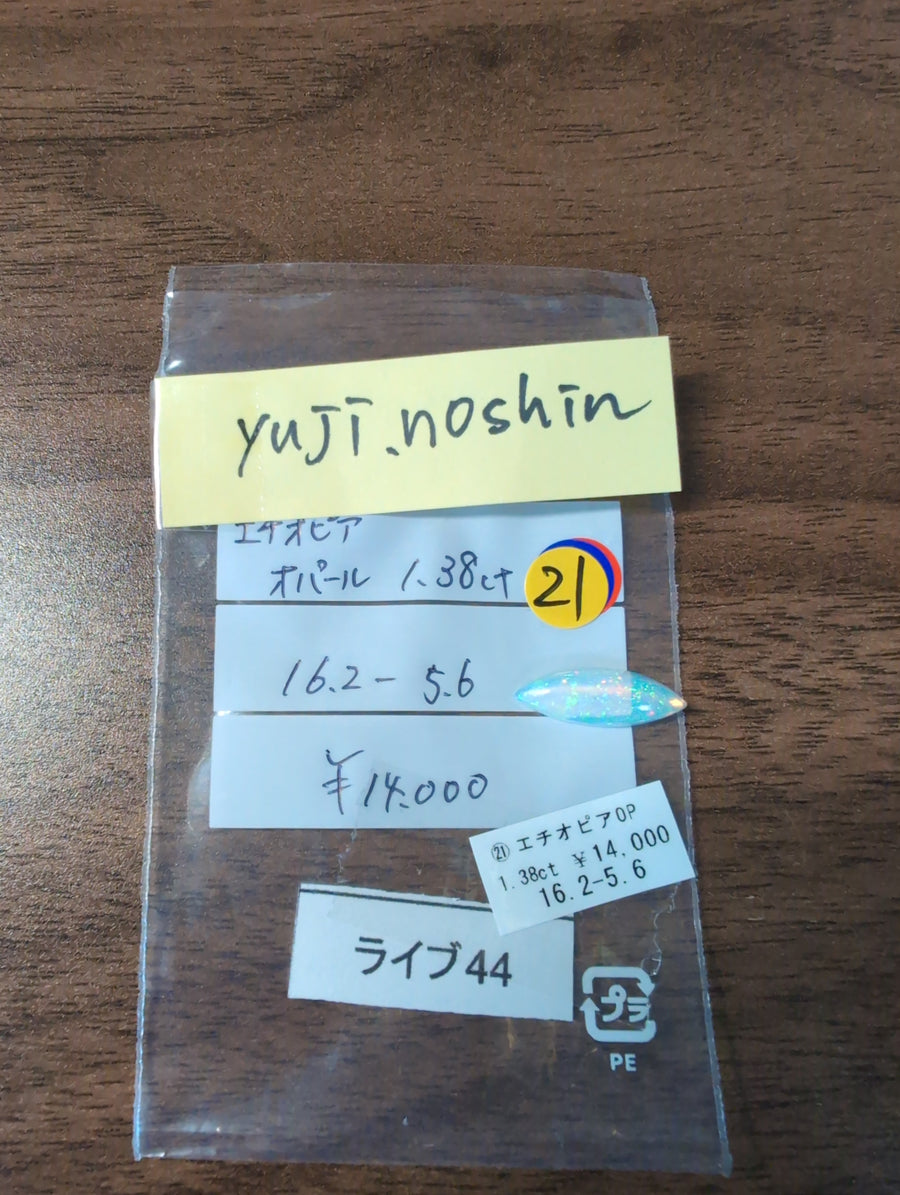 yuji.noshin
エチオピア
オパール 1.38ct
21
16.2- 5.6
¥14.000
㉑ エチオピアOP
1.38ct ¥14,000
16.2-5.6
ライブ44
プラ
PE